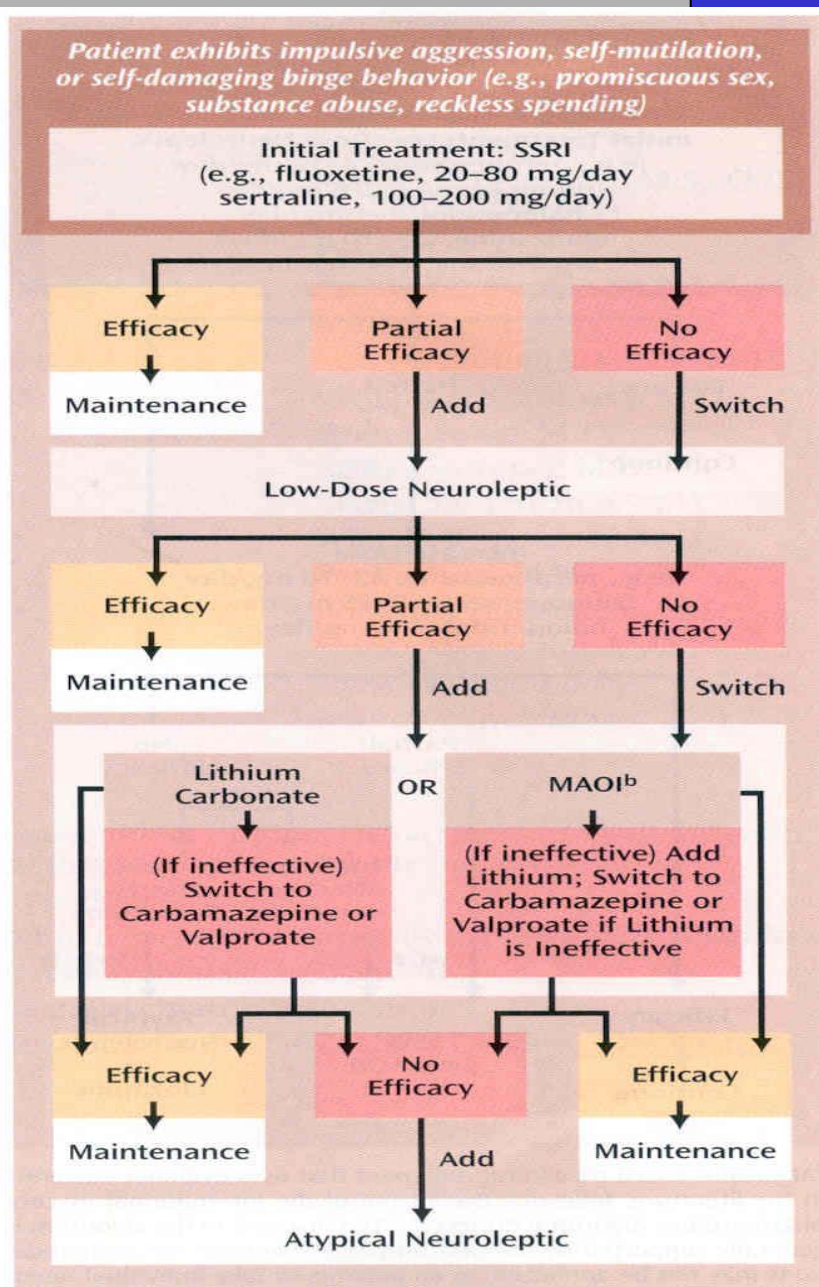 Patient exhibits impulsive aggression, self-mutilation,
or self-damaging binge behavior (e.g., promiscuous sex,
substance abuse, reckless spending)
Initial Treatment: SSRI
(e.g., fluoxetine, 20–80 mg/day
sertraline, 100–200 mg/day)
Efficacy
Partial
Efficacy
No
Efficacy
Maintenance
Add
Switch
Low-Dose Neuroleptic
Efficacy
Partial
Efficacy
No
Efficacy
Maintenance
Add
Switch
Lithium
Carbonate
OR
MAOIᵇ
(If ineffective)
Switch to
Carbamazepine or
Valproate
(If ineffective) Add
Lithium; Switch to
Carbamazepine or
Valproate if Lithium
is Ineffective
Efficacy
No
Efficacy
Efficacy
Maintenance
Add
Maintenance
Atypical Neuroleptic